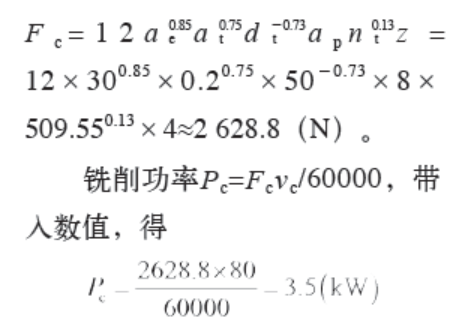 F c = 1 2 a e^0.85 a t^0.75 d t^-0.73 a p n t^0.13 z =
12 × 30^0.85 × 0.2^0.75 × 50^-0.73 × 8 ×
509.55^0.13 × 4≈2 628.8（N）。
铣削功率Pc=Fcvc/60000，带
入数值，得
Pc = 2628.8×80 / 60000 = 3.5(kW)